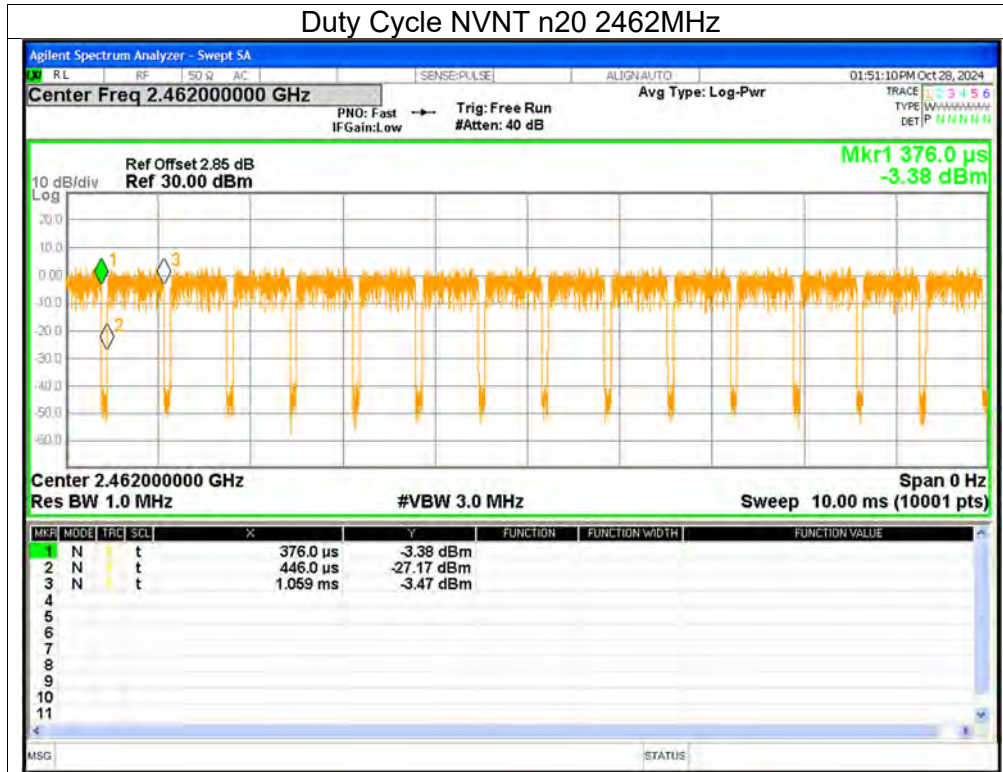 Duty Cycle NVNT n20 2462MHz
Agilent Spectrum Analyzer - Swept SA
RL RF 50 Ω AC SENSE:PULSE ALIGN AUTO 01:51:10 PM Oct 28, 2024
Center Freq 2.462000000 GHz Avg Type: Log-Pwr TRACE 1 2 3 4 5 6
PNO: Fast Trig: Free Run TYPE
IFGain:Low #Atten: 40 dB DET P N N N N N
Mkr1 376.0 µs
Ref Offset 2.85 dB
-3.38 dBm
10 dB/div Ref 30.00 dBm
Log
20.0
10.0
0.00
-10.0
-20.0
-30.0
-40.0
-50.0
-60.0
1
3
2
Center 2.462000000 GHz Span 0 Hz
Res BW 1.0 MHz #VBW 3.0 MHz Sweep 10.00 ms (10001 pts)
MKR MODE TRC SCL X Y FUNCTION FUNCTION WIDTH FUNCTION VALUE
1 N t 376.0 µs -3.38 dBm
2 N t 446.0 µs -27.17 dBm
3 N t 1.059 ms -3.47 dBm
4
5
6
7
8
9
10
11
MSG STATUS